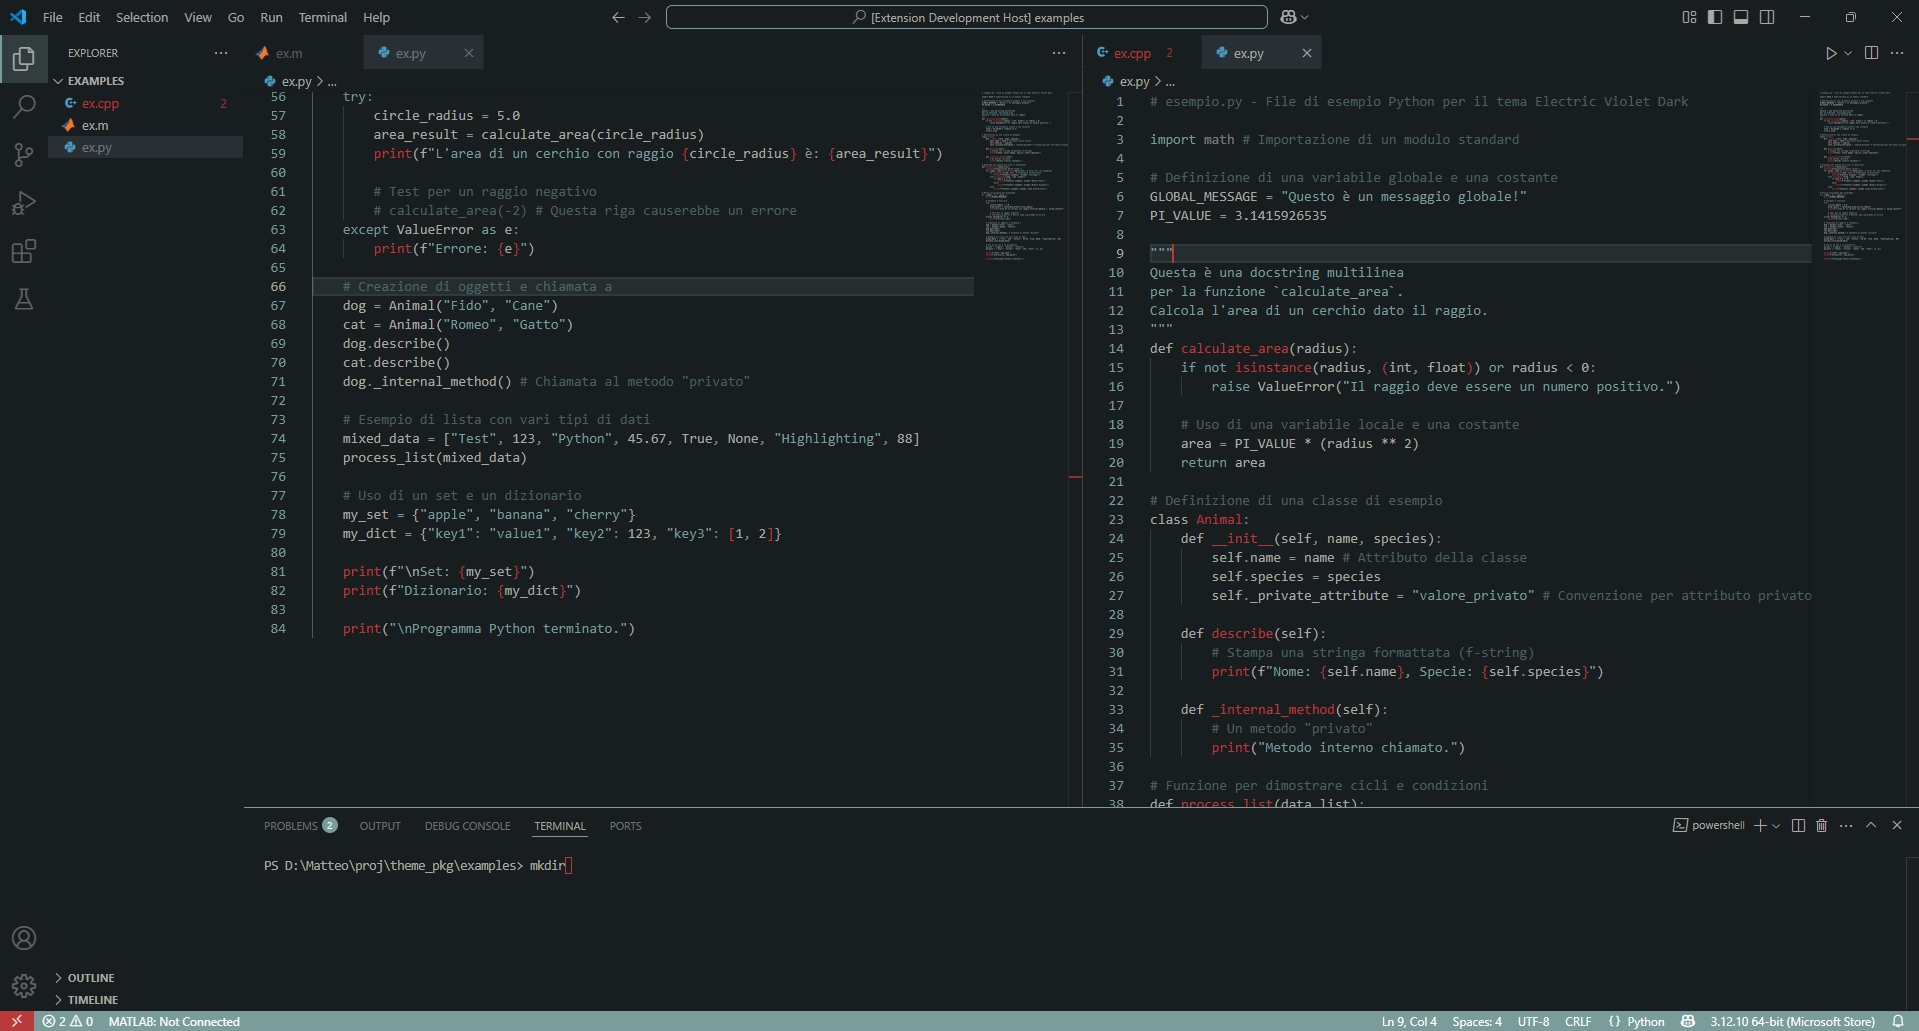 File Edit Selection View Go Run Terminal Help
[Extension Development Host] examples
EXPLORER
EXAMPLES
ex.cpp 2
ex.m
ex.py
OUTLINE
TIMELINE
ex.m
ex.py
ex.py > ...
56 try:
57 circle_radius = 5.0
58 area_result = calculate_area(circle_radius)
59 print(f"L'area di un cerchio con raggio {circle_radius} è: {area_result}")
60
61 # Test per un raggio negativo
62 # calculate_area(-2) # Questa riga causerebbe un errore
63 except ValueError as e:
64 print(f"Errore: {e}")
65
66 # Creazione di oggetti e chiamata a
67 dog = Animal("Fido", "Cane")
68 cat = Animal("Romeo", "Gatto")
69 dog.describe()
70 cat.describe()
71 dog._internal_method() # Chiamata al metodo "privato"
72
73 # Esempio di lista con vari tipi di dati
74 mixed_data = ["Test", 123, "Python", 45.67, True, None, "Highlighting", 88]
75 process_list(mixed_data)
76
77 # Uso di un set e un dizionario
78 my_set = {"apple", "banana", "cherry"}
79 my_dict = {"key1": "value1", "key2": 123, "key3": [1, 2]}
80
81 print(f"\nSet: {my_set}")
82 print(f"Dizionario: {my_dict}")
83
84 print("\nProgramma Python terminato.")
ex.cpp 2
ex.py
ex.py > ...
1 # esempio.py - File di esempio Python per il tema Electric Violet Dark
2
3 import math # Importazione di un modulo standard
4
5 # Definizione di una variabile globale e una costante
6 GLOBAL_MESSAGE = "Questo è un messaggio globale!"
7 PI_VALUE = 3.1415926535
8
9 """
10 Questa è una docstring multilinea
11 per la funzione `calculate_area`.
12 Calcola l'area di un cerchio dato il raggio.
13 """
14 def calculate_area(radius):
15 if not isinstance(radius, (int, float)) or radius < 0:
16 raise ValueError("Il raggio deve essere un numero positivo.")
17
18 # Uso di una variabile locale e una costante
19 area = PI_VALUE * (radius ** 2)
20 return area
21
22 # Definizione di una classe di esempio
23 class Animal:
24 def __init__(self, name, species):
25 self.name = name # Attributo della classe
26 self.species = species
27 self._private_attribute = "valore_privato" # Convenzione per attributo privato
28
29 def describe(self):
30 # Stampa una stringa formattata (f-string)
31 print(f"Nome: {self.name}, Specie: {self.species}")
32
33 def _internal_method(self):
34 # Un metodo "privato"
35 print("Metodo interno chiamato.")
36
37 # Funzione per dimostrare cicli e condizioni
38 def process_list(data_list):
PROBLEMS 2 OUTPUT DEBUG CONSOLE TERMINAL PORTS
powershell
PS D:\Matteo\proj\theme_pkg\examples> mkdir
2 0 MATLAB: Not Connected
Ln 9, Col 4 Spaces: 4 UTF-8 CRLF {} Python 3.12.10 64-bit (Microsoft Store)